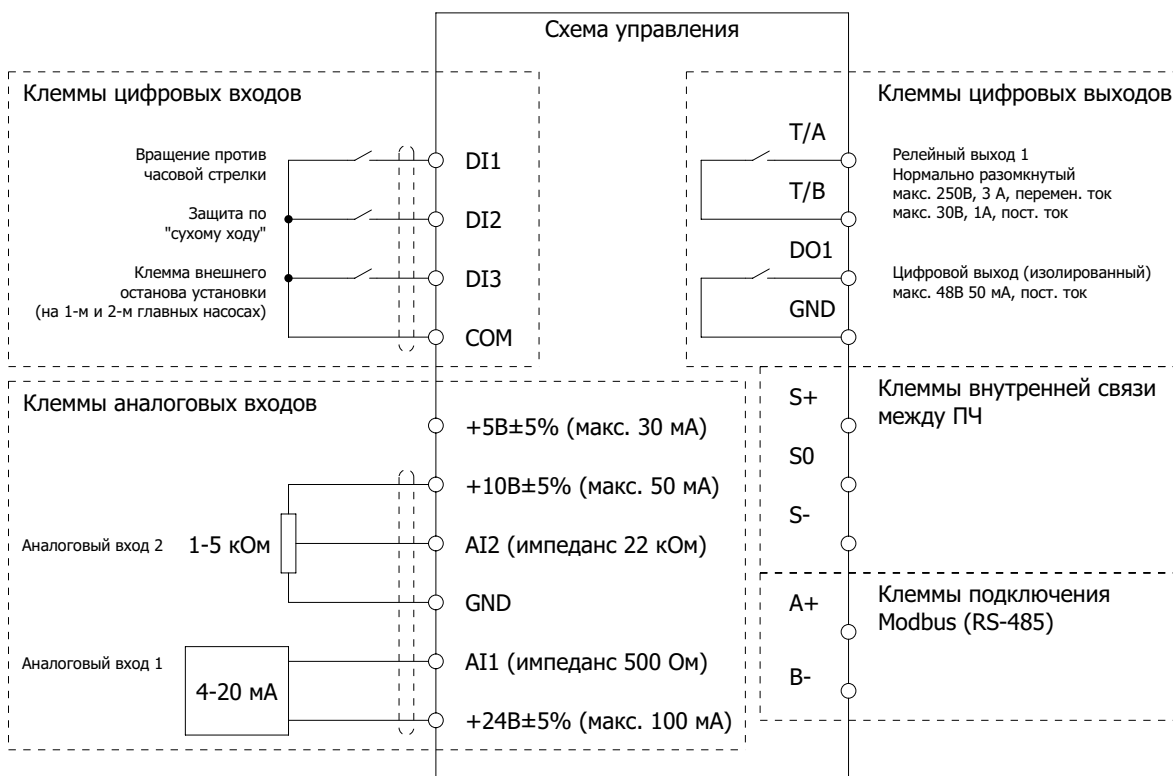 Схема управления
Клеммы цифровых входов
Вращение против
часовой стрелки
DI1
Защита по
"сухому ходу"
DI2
Клемма внешнего
останова установки
(на 1-м и 2-м главных насосах)
DI3
COM
Клеммы аналоговых входов
+5В±5% (макс. 30 мА)
+10В±5% (макс. 50 мА)
Аналоговый вход 2
1-5 кОм
AI2 (импеданс 22 кОм)
GND
Аналоговый вход 1
4-20 мА
AI1 (импеданс 500 Ом)
+24В±5% (макс. 100 мА)
Клеммы цифровых выходов
T/A
T/B
Релейный выход 1
Нормально разомкнутый
макс. 250В, 3 А, перемен. ток
макс. 30В, 1А, пост. ток
DO1
GND
Цифровой выход (изолированный)
макс. 48В 50 мА, пост. ток
Клеммы внутренней связи
между ПЧ
S+
S0
S-
Клеммы подключения
Modbus (RS-485)
A+
B-